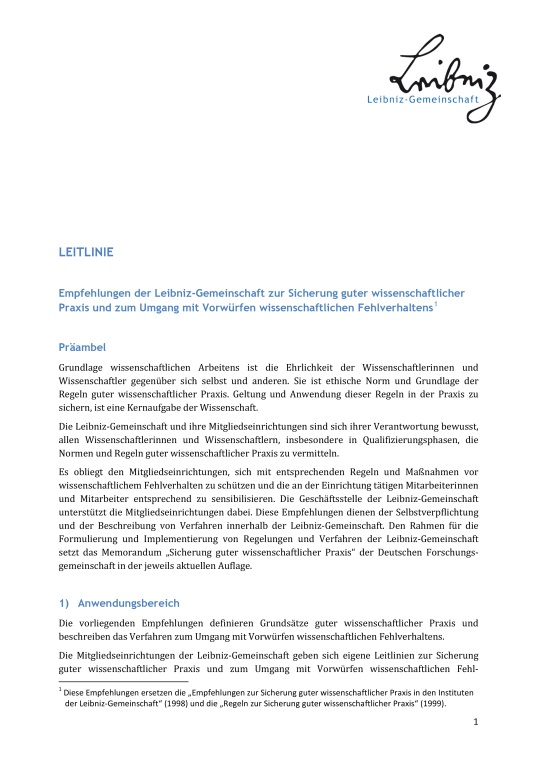 Leibniz
Leibniz-Gemeinschaft
LEITLINIE
Empfehlungen der Leibniz-Gemeinschaft zur Sicherung guter wissenschaftlicher
Praxis und zum Umgang mit Vorwürfen wissenschaftlichen Fehlverhaltens¹
Präambel
Grundlage wissenschaftlichen Arbeitens ist die Ehrlichkeit der Wissenschaftlerinnen und
Wissenschaftler gegenüber sich selbst und anderen. Sie ist ethische Norm und Grundlage der
Regeln guter wissenschaftlicher Praxis. Geltung und Anwendung dieser Regeln in der Praxis zu
sichern, ist eine Kernaufgabe der Wissenschaft.
Die Leibniz-Gemeinschaft und ihre Mitgliedseinrichtungen sind sich ihrer Verantwortung bewusst,
allen Wissenschaftlerinnen und Wissenschaftlern, insbesondere in Qualifizierungsphasen, die
Normen und Regeln guter wissenschaftlicher Praxis zu vermitteln.
Es obliegt den Mitgliedseinrichtungen, sich mit entsprechenden Regeln und Maßnahmen vor
wissenschaftlichem Fehlverhalten zu schützen und die an der Einrichtung tätigen Mitarbeiterinnen
und Mitarbeiter entsprechend zu sensibilisieren. Die Geschäftsstelle der Leibniz-Gemeinschaft
unterstützt die Mitgliedseinrichtungen dabei. Diese Empfehlungen dienen der Selbstverpflichtung
und der Beschreibung von Verfahren innerhalb der Leibniz-Gemeinschaft. Den Rahmen für die
Formulierung und Implementierung von Regelungen und Verfahren der Leibniz-Gemeinschaft
setzt das Memorandum „Sicherung guter wissenschaftlicher Praxis“ der Deutschen Forschungs-
gemeinschaft in der jeweils aktuellen Auflage.
1) Anwendungsbereich
Die vorliegenden Empfehlungen definieren Grundsätze guter wissenschaftlicher Praxis und
beschreiben das Verfahren zum Umgang mit Vorwürfen wissenschaftlichen Fehlverhaltens.
Die Mitgliedseinrichtungen der Leibniz-Gemeinschaft geben sich eigene Leitlinien zur Sicherung
guter wissenschaftlicher Praxis und zum Umgang mit Vorwürfen wissenschaftlichen Fehl-
¹ Diese Empfehlungen ersetzen die „Empfehlungen zur Sicherung guter wissenschaftlicher Praxis in den Instituten
der Leibniz-Gemeinschaft“ (1998) und die „Regeln zur Sicherung guter wissenschaftlicher Praxis“ (1999).
1